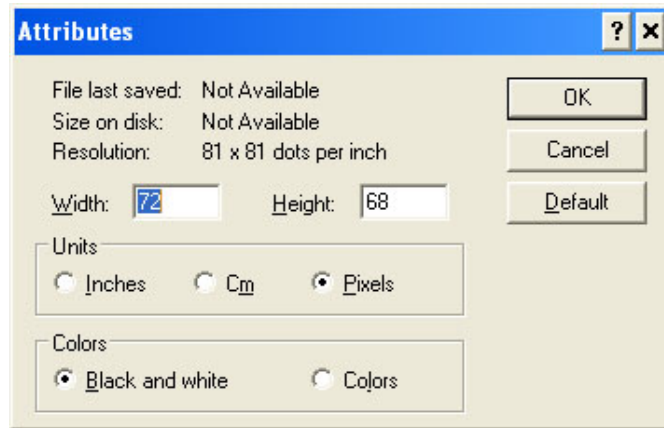 Attributes
File last saved: Not Available
Size on disk: Not Available
Resolution: 81 x 81 dots per inch
Width: 72 Height: 68
Units
Inches Cm Pixels
Colors
Black and white Colors
OK
Cancel
Default